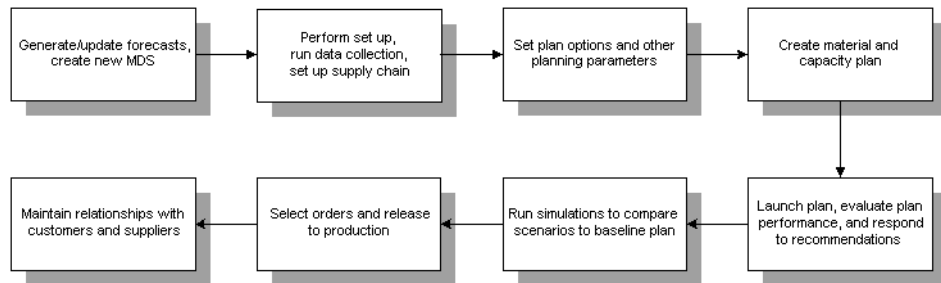 Generate/update forecasts,
create new MDS
Perform set up,
run data collection,
set up supply chain
Set plan options and other
planning parameters
Create material and
capacity plan
Launch plan, evaluate plan
performance, and respond
to recommendations
Run simulations to compare
scenarios to baseline plan
Select orders and release
to production
Maintain relationships with
customers and suppliers